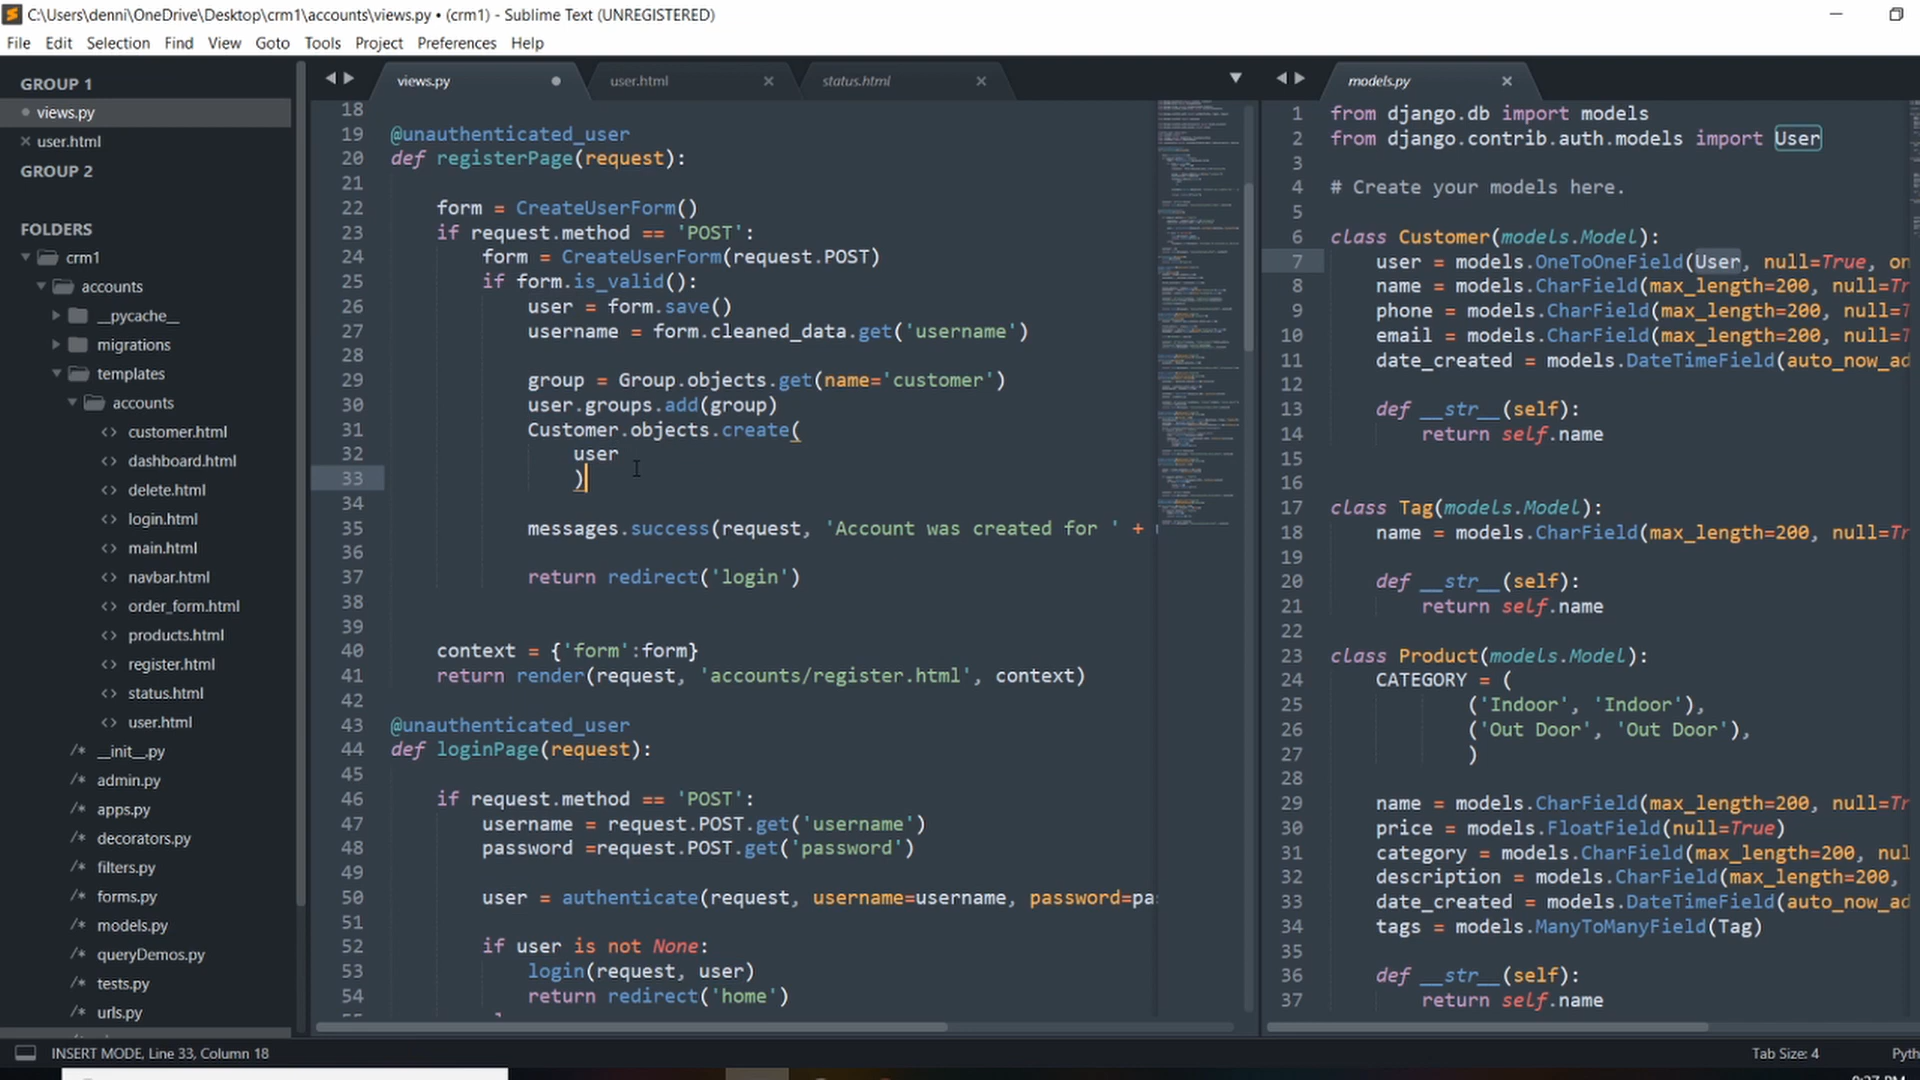 C:\Users\denni\OneDrive\Desktop\crm1\accounts\views.py • (crm1) - Sublime Text (UNREGISTERED)
File Edit Selection Find View Goto Tools Project Preferences Help
GROUP 1
views.py
user.html
GROUP 2
FOLDERS
crm1
accounts
__pycache__
migrations
templates
accounts
customer.html
dashboard.html
delete.html
login.html
main.html
navbar.html
order_form.html
products.html
register.html
status.html
user.html
__init__.py
admin.py
apps.py
decorators.py
filters.py
forms.py
models.py
queryDemos.py
tests.py
urls.py
views.py user.html status.html
18
19 @unauthenticated_user
20 def registerPage(request):
21
22 form = CreateUserForm()
23 if request.method == 'POST':
24 form = CreateUserForm(request.POST)
25 if form.is_valid():
26 user = form.save()
27 username = form.cleaned_data.get('username')
28
29 group = Group.objects.get(name='customer')
30 user.groups.add(group)
31 Customer.objects.create(
32 user
33 )
34
35 messages.success(request, 'Account was created for ' +
36
37 return redirect('login')
38
39
40 context = {'form':form}
41 return render(request, 'accounts/register.html', context)
42
43 @unauthenticated_user
44 def loginPage(request):
45
46 if request.method == 'POST':
47 username = request.POST.get('username')
48 password =request.POST.get('password')
49
50 user = authenticate(request, username=username, password=pa
51
52 if user is not None:
53 login(request, user)
54 return redirect('home')
models.py
1 from django.db import models
2 from django.contrib.auth.models import User
3
4 # Create your models here.
5
6 class Customer(models.Model):
7 user = models.OneToOneField(User, null=True, on
8 name = models.CharField(max_length=200, null=Tr
9 phone = models.CharField(max_length=200, null=T
10 email = models.CharField(max_length=200, null=T
11 date_created = models.DateTimeField(auto_now_ad
12
13 def __str__(self):
14 return self.name
15
16
17 class Tag(models.Model):
18 name = models.CharField(max_length=200, null=Tr
19
20 def __str__(self):
21 return self.name
22
23 class Product(models.Model):
24 CATEGORY = (
25 ('Indoor', 'Indoor'),
26 ('Out Door', 'Out Door'),
27 )
28
29 name = models.CharField(max_length=200, null=Tr
30 price = models.FloatField(null=True)
31 category = models.CharField(max_length=200, nul
32 description = models.CharField(max_length=200,
33 date_created = models.DateTimeField(auto_now_ad
34 tags = models.ManyToManyField(Tag)
35
36 def __str__(self):
37 return self.name
INSERT MODE, Line 33, Column 18
Tab Size: 4 Pyth